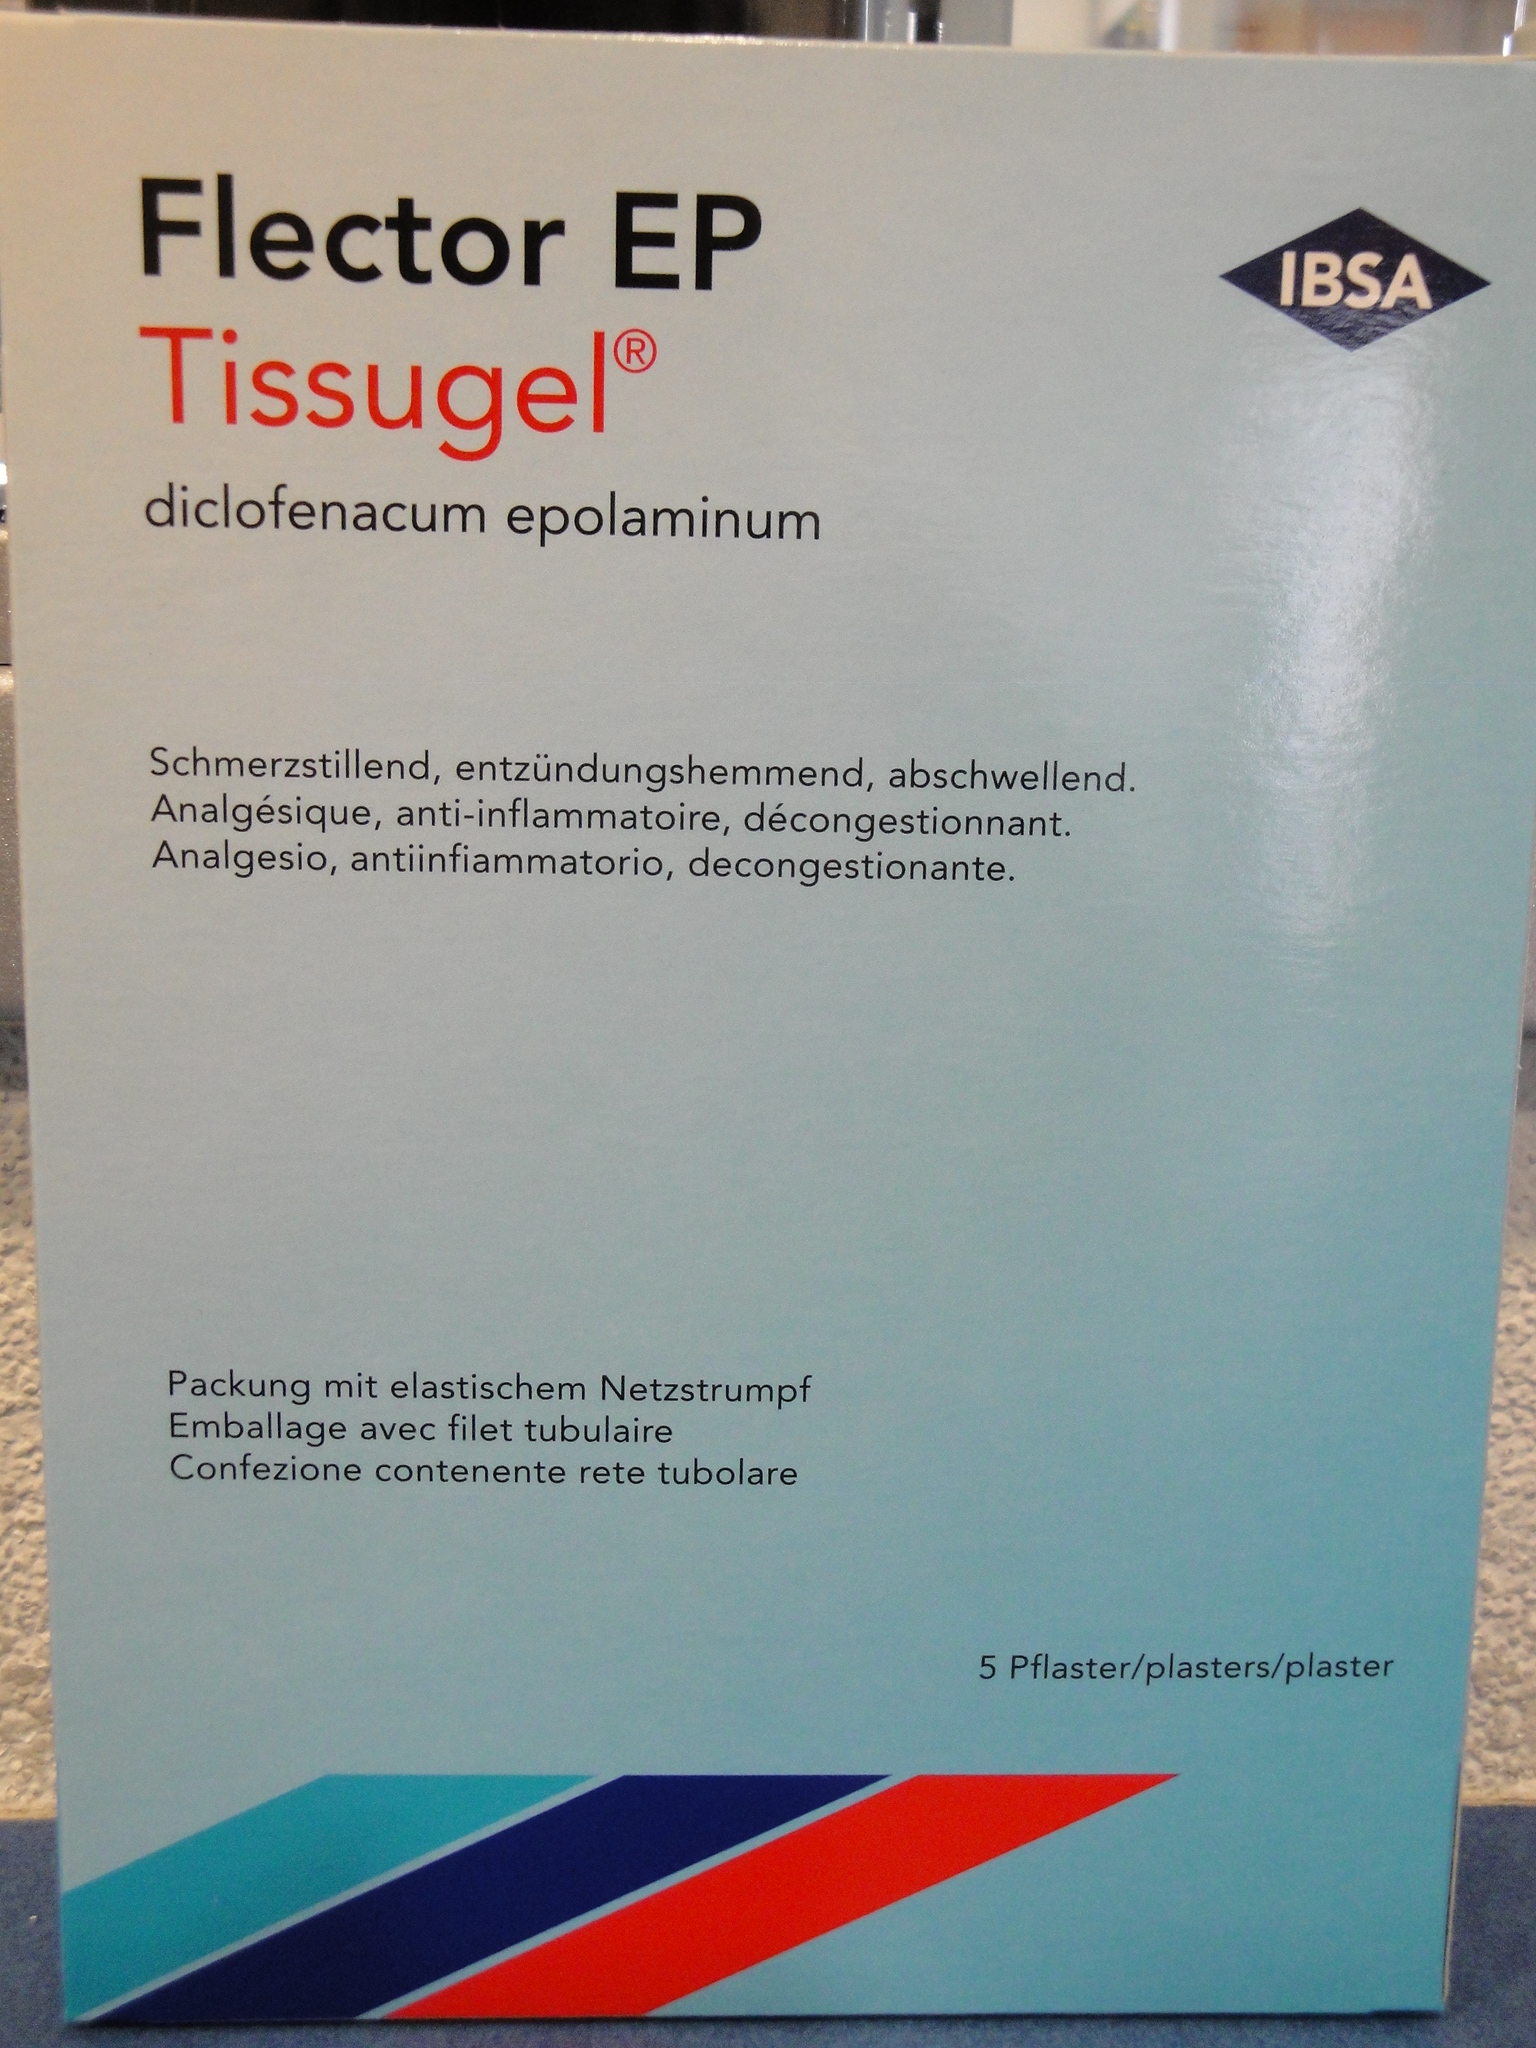 Flector EP
IBSA
Tissugel®
diclofenacum epolaminum
Schmerzstillend, entzündungshemmend, abschwellend.
Analgésique, anti-inflammatoire, décongestionnant.
Analgesio, antiinfiammatorio, decongestionante.
Packung mit elastischem Netzstrumpf
Emballage avec filet tubulaire
Confezione contenente rete tubolare
5 Pflaster/plasters/plaster